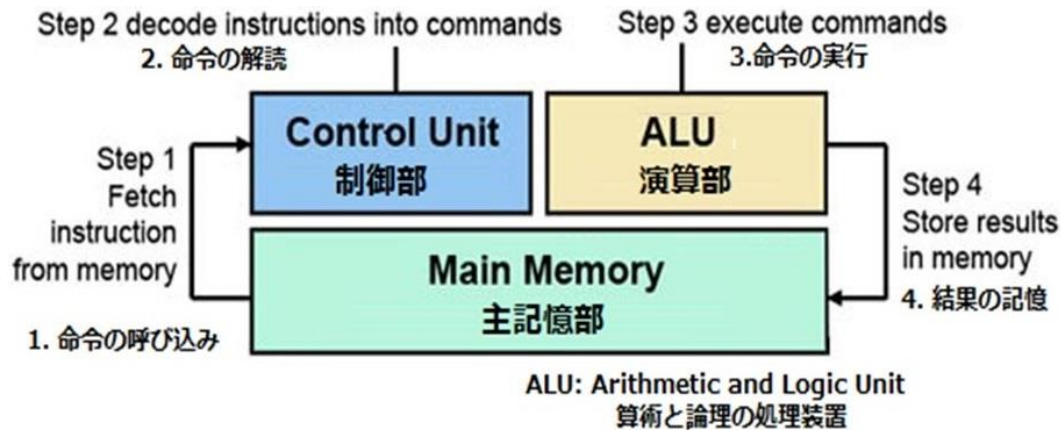 Step 2 decode instructions into commands
2. 命令の解読
Step 3 execute commands
3.命令の実行
Control Unit
制御部
ALU
演算部
Step 1
Fetch
instruction
from memory
1. 命令の呼び込み
Main Memory
主記憶部
Step 4
Store results
in memory
4. 結果の記憶
ALU: Arithmetic and Logic Unit
算術と論理の処理装置